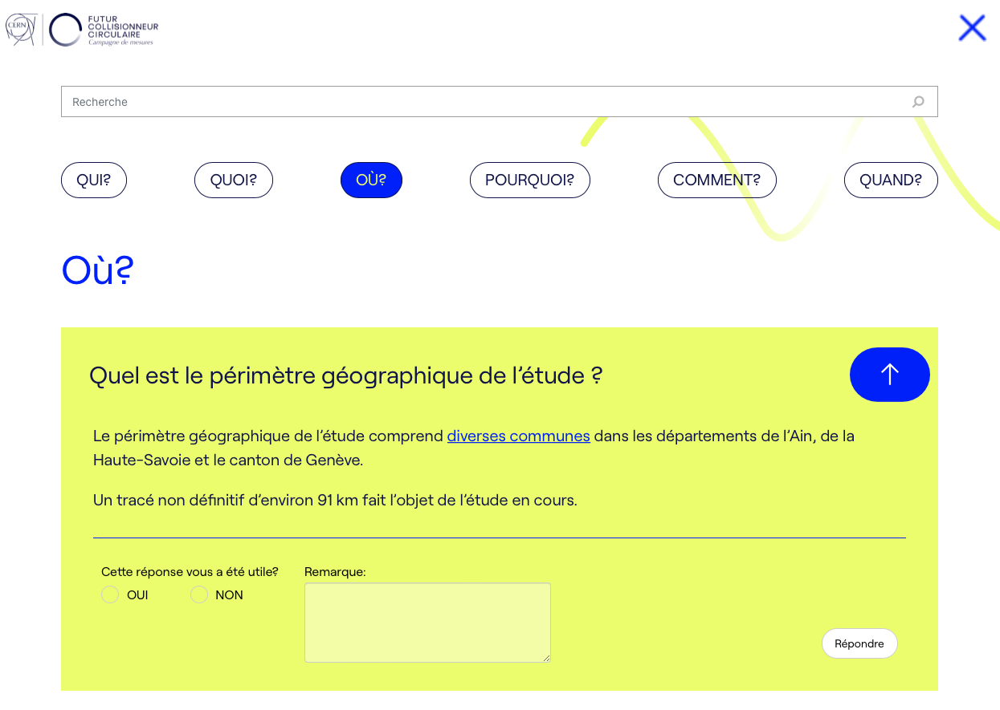 CERN
FUTUR
COLLISIONNEUR
CIRCULAIRE
Campagne de mesures
Recherche
QUI?
QUOI?
OÙ?
POURQUOI?
COMMENT?
QUAND?
Où?
Quel est le périmètre géographique de l’étude ?
Le périmètre géographique de l’étude comprend diverses communes dans les départements de l’Ain, de la
Haute-Savoie et le canton de Genève.
Un tracé non définitif d’environ 91 km fait l’objet de l’étude en cours.
Cette réponse vous a été utile?
OUI
NON
Remarque:
Répondre